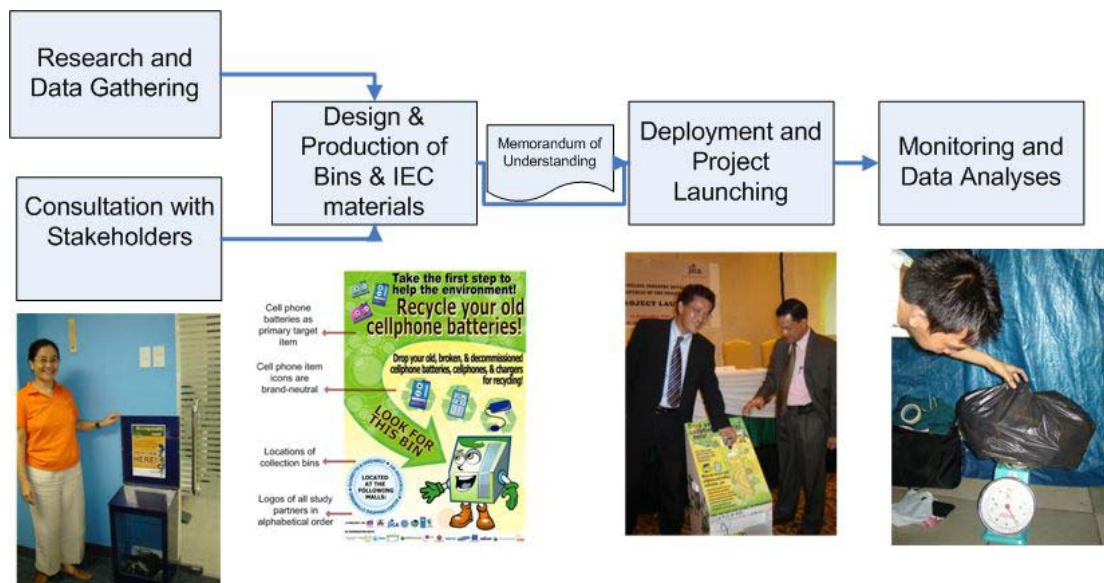 Research and
Data Gathering
Consultation with
Stakeholders
Design &
Production of
Bins & IEC
materials
Memorandum of
Understanding
Deployment and
Project
Launching
Monitoring and
Data Analyses
Cell phone
batteries as
primary target
item
Cell phone item
icons are
brand-neutral
Locations of
collection bins
Logos of all study
partners in
alphabetical order
Take the first step to
help the environment!
Recycle your old
cellphone batteries!
Drop your old, broken, & decommissioned
cellphone batteries, cellphones, & chargers
for recycling!
LOOK FOR
THIS BIN
LOCATED
AT THE
FOLLOWING
MALLS:
HERE!
PROJECT LAU